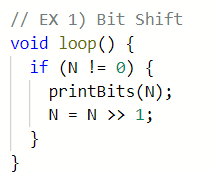 // EX 1) Bit Shift
void loop() {
  if (N != 0) {
    printBits(N);
    N = N >> 1;
  }
}